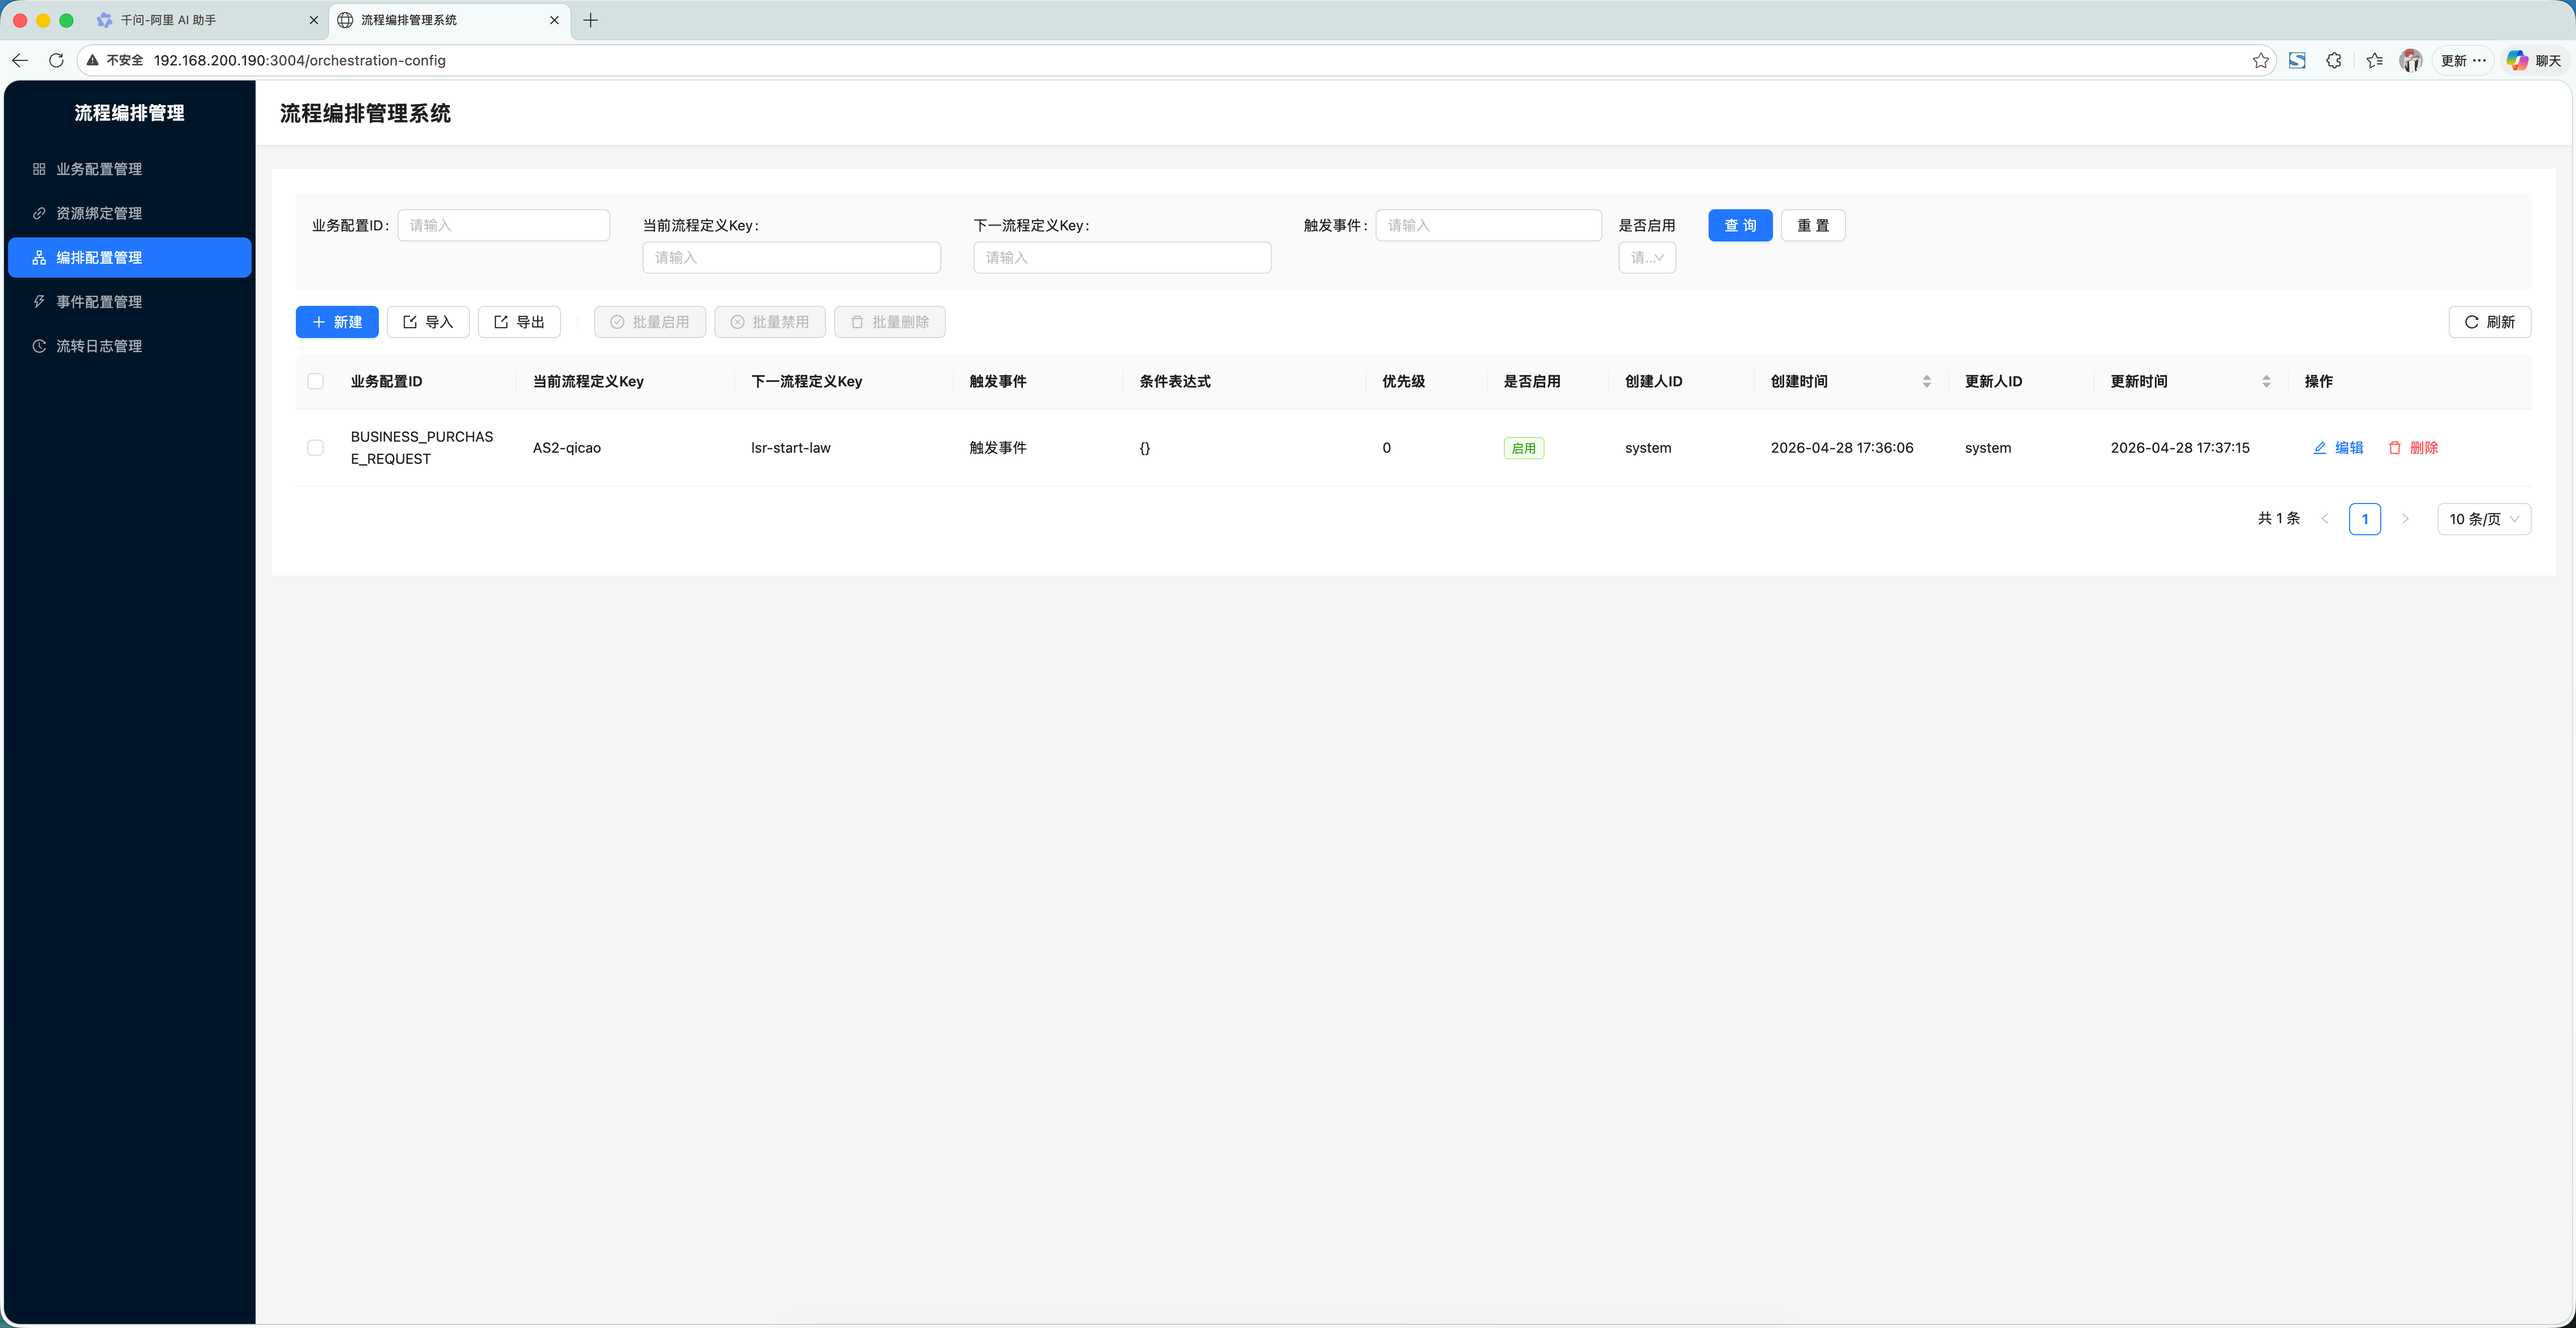 千问-阿里 AI 助手
流程编排管理系统
不安全 192.168.200.190:3004/orchestration-config
更新
聊天
流程编排管理
业务配置管理
资源绑定管理
编排配置管理
事件配置管理
流转日志管理
流程编排管理系统
业务配置ID: 请输入
当前流程定义Key:
请输入
下一流程定义Key:
请输入
触发事件: 请输入
是否启用
请...
查 询 重 置
新建 导入 导出 批量启用 批量禁用 批量删除 刷新
业务配置ID 当前流程定义Key 下一流程定义Key 触发事件 条件表达式 优先级 是否启用 创建人ID 创建时间 更新人ID 更新时间 操作
BUSINESS_PURCHAS
E_REQUEST
AS2-qicao lsr-start-law 触发事件 {} 0 启用 system 2026-04-28 17:36:06 system 2026-04-28 17:37:15 编辑 删除
共 1 条 1 10 条/页